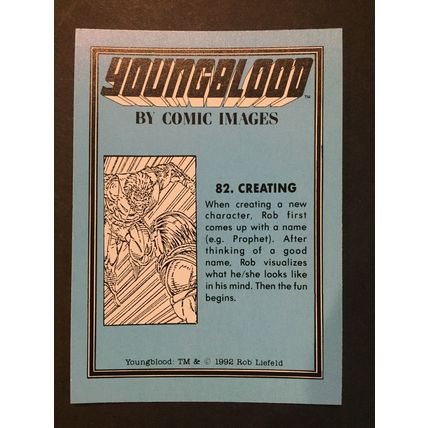 YOUNGBLOOD™
BY COMIC IMAGES
82. CREATING
When creating a new
character, Rob first
comes up with a name
(e.g. Prophet). After
thinking of a good
name, Rob visualizes
what he/she looks like
in his mind. Then the fun
begins.
Youngblood: TM & © 1992 Rob Liefeld